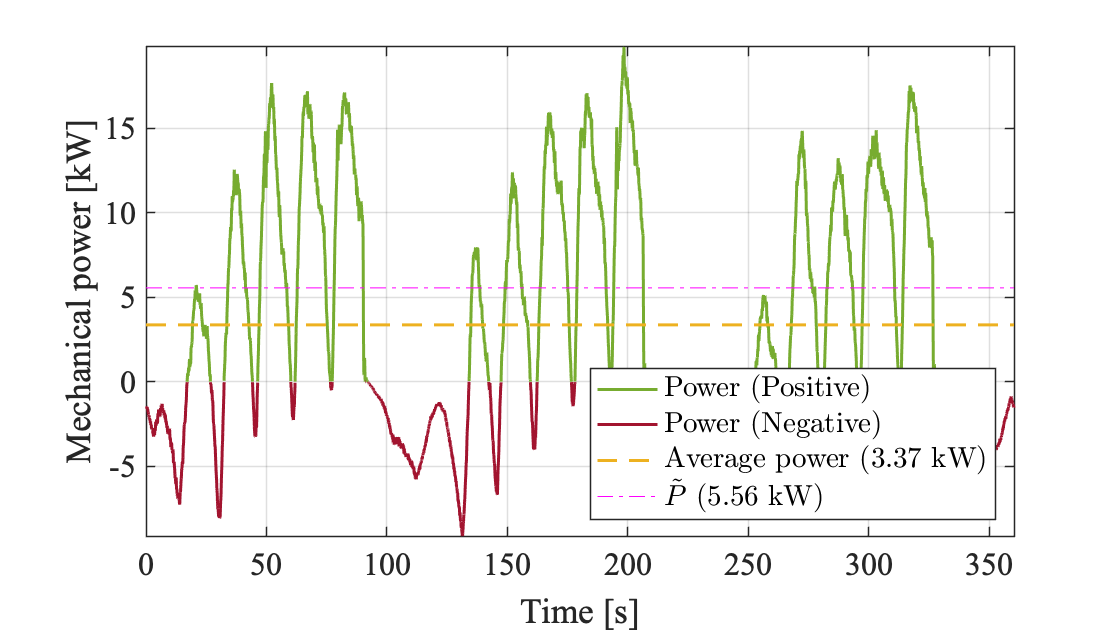 Mechanical power [kW]
15
10
5
0
-5
Power (Positive)
Power (Negative)
Average power (3.37 kW)
P̃ (5.56 kW)
0 50 100 150 200 250 300 350
Time [s]